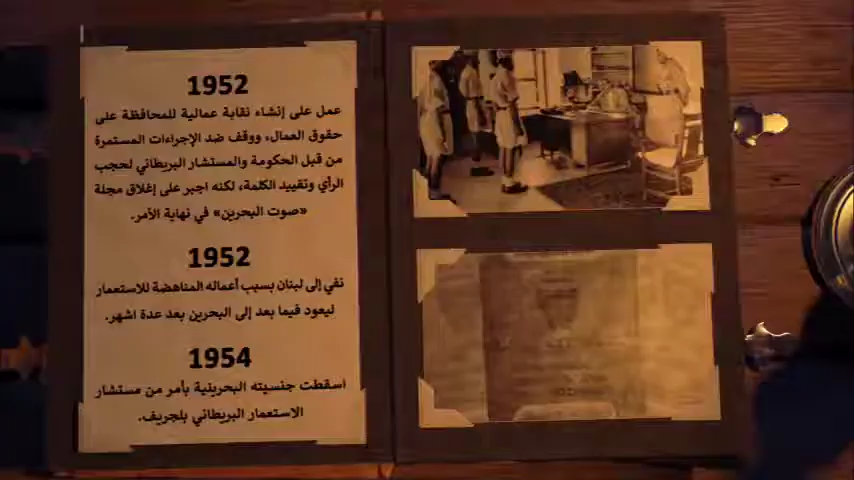 1952
عمل على إنشاء نقابة عمالية للمحافظة على
حقوق العمال، ووقف ضد الإجراءات المستمرة
من قبل الحكومة والمستشار البريطاني لحجب
الرأي وتقييد الكلمة، لكنه اجبر على إغلاق مجلة
«صوت البحرين» في نهاية الأمر.
1952
نفي إلى لبنان بسبب أعماله المناهضة للاستعمار
ليعود فيما بعد إلى البحرين بعد عدة اشهر.
1954
اسقطت جنسيته البحرينية بأمر من مستشار
الاستعمار البريطاني بلجريف.